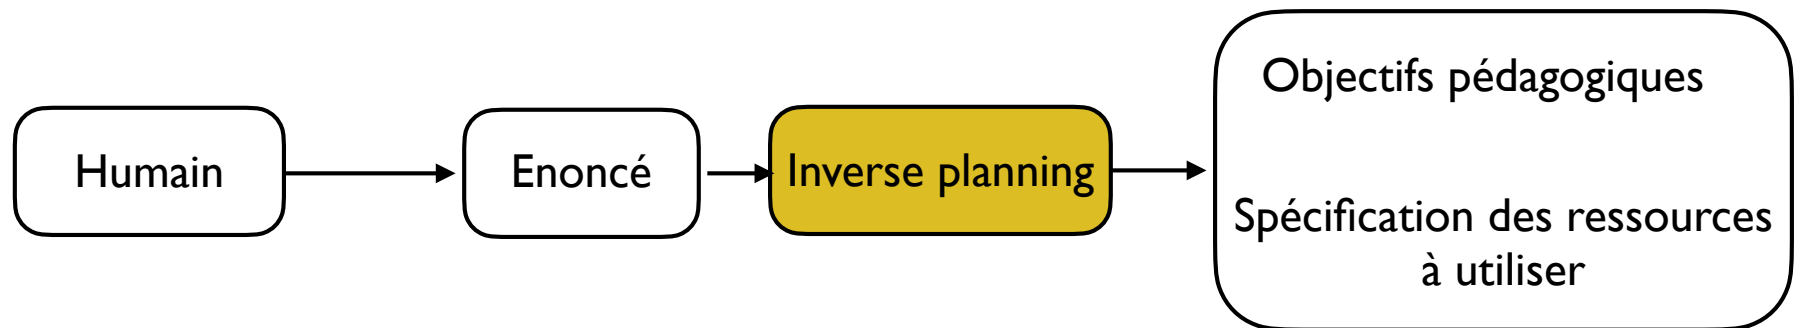 Humain
Enoncé
Inverse planning
Objectifs pédagogiques
Spécification des ressources
à utiliser